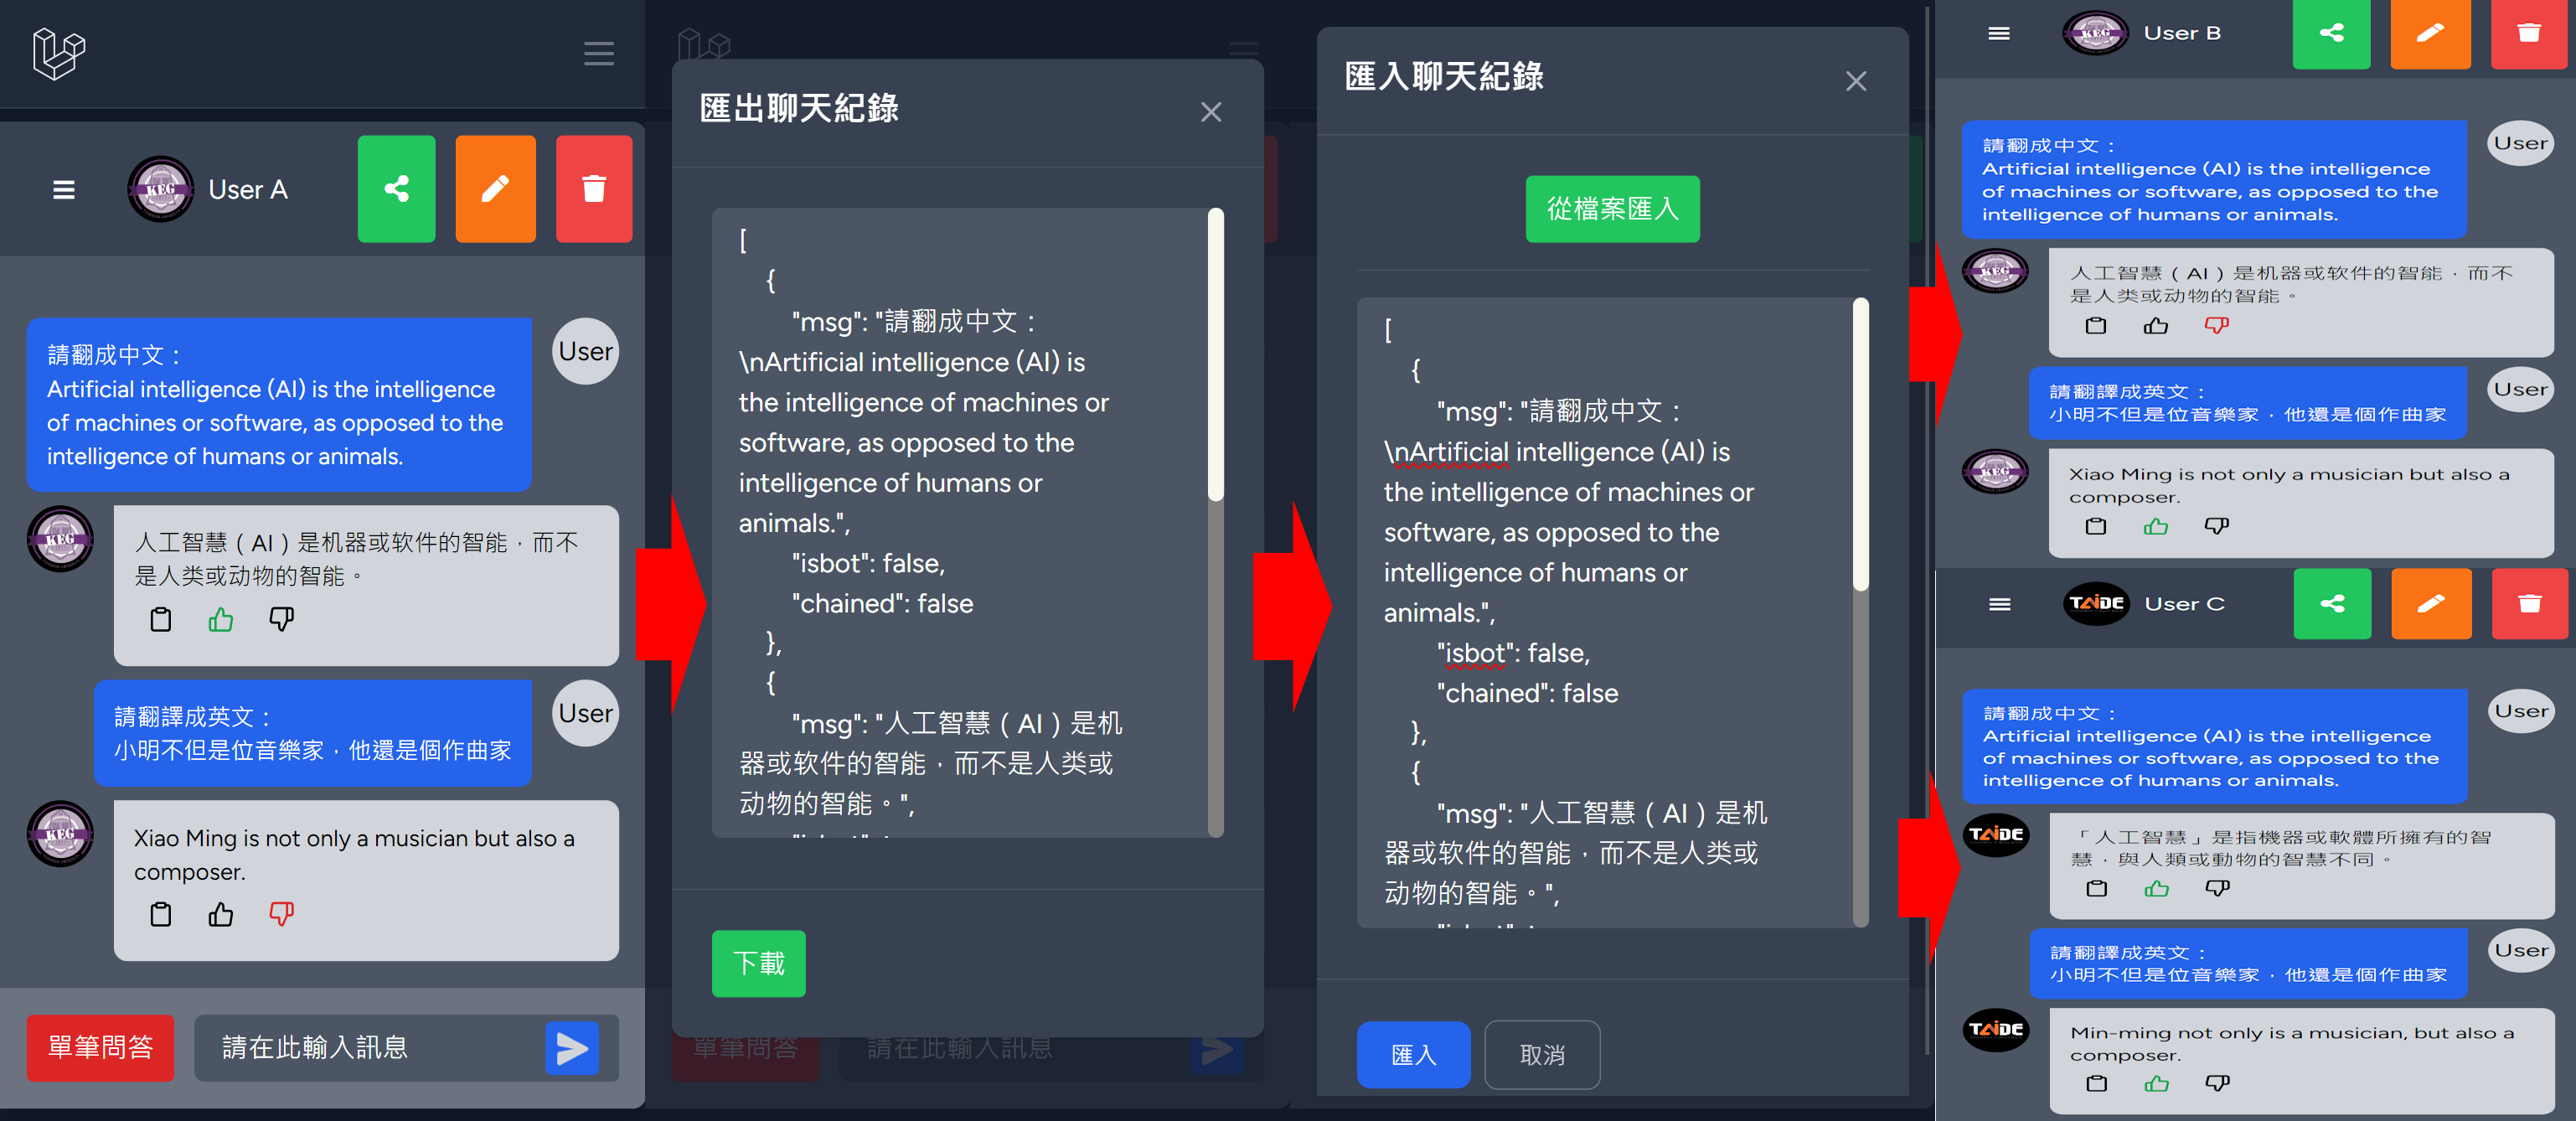 KEG
User A
請翻成中文：
Artificial intelligence (AI) is the intelligence
of machines or software, as opposed to the
intelligence of humans or animals.
User
KEG
人工智慧（AI）是机器或软件的智能，而不
是人类或动物的智能。
請翻譯成英文：
小明不但是位音樂家，他還是個作曲家
User
KEG
Xiao Ming is not only a musician but also a
composer.
單筆問答
請在此輸入訊息
匯出聊天紀錄
[
{
"msg": "請翻成中文：
\nArtificial intelligence (AI) is
the intelligence of machines or
software, as opposed to the
intelligence of humans or
animals.",
"isbot": false,
"chained": false
},
{
"msg": "人工智慧（AI）是机
器或软件的智能，而不是人类或
动物的智能。",
下載
單筆問答
請在此輸入訊息
匯入聊天紀錄
從檔案匯入
[
{
"msg": "請翻成中文：
\nArtificial intelligence (AI) is
the intelligence of machines or
software, as opposed to the
intelligence of humans or
animals.",
"isbot": false,
"chained": false
},
{
"msg": "人工智慧（AI）是机
器或软件的智能，而不是人类或
动物的智能。",
匯入
取消
KEG
User B
請翻成中文：
Artificial intelligence (AI) is the intelligence
of machines or software, as opposed to the
intelligence of humans or animals.
User
KEG
人工智慧（AI）是机器或软件的智能，而不
是人类或动物的智能。
請翻譯成英文：
小明不但是位音樂家，他還是個作曲家
User
KEG
Xiao Ming is not only a musician but also a
composer.
TAIDE
User C
請翻成中文：
Artificial intelligence (AI) is the intelligence
of machines or software, as opposed to the
intelligence of humans or animals.
User
TAIDE
「人工智慧」是指機器或軟體所擁有的智
慧，與人類或動物的智慧不同。
請翻譯成英文：
小明不但是位音樂家，他還是個作曲家
User
TAIDE
Min-ming not only is a musician, but also a
composer.